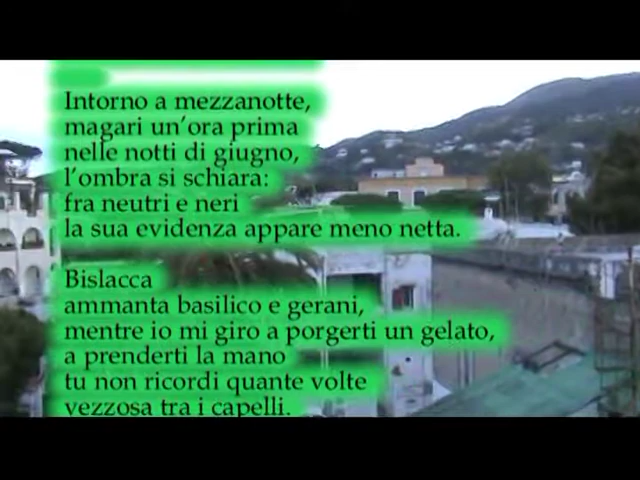 Intorno a mezzanotte,
magari un'ora prima
nelle notti di giugno,
l'ombra si schiara:
fra neutri e neri
la sua evidenza appare meno netta.
Bislacca
ammanta basilico e gerani,
mentre io mi giro a porgerti un gelato,
a prenderti la mano
tu non ricordi quante volte
vezzosa tra i capelli.